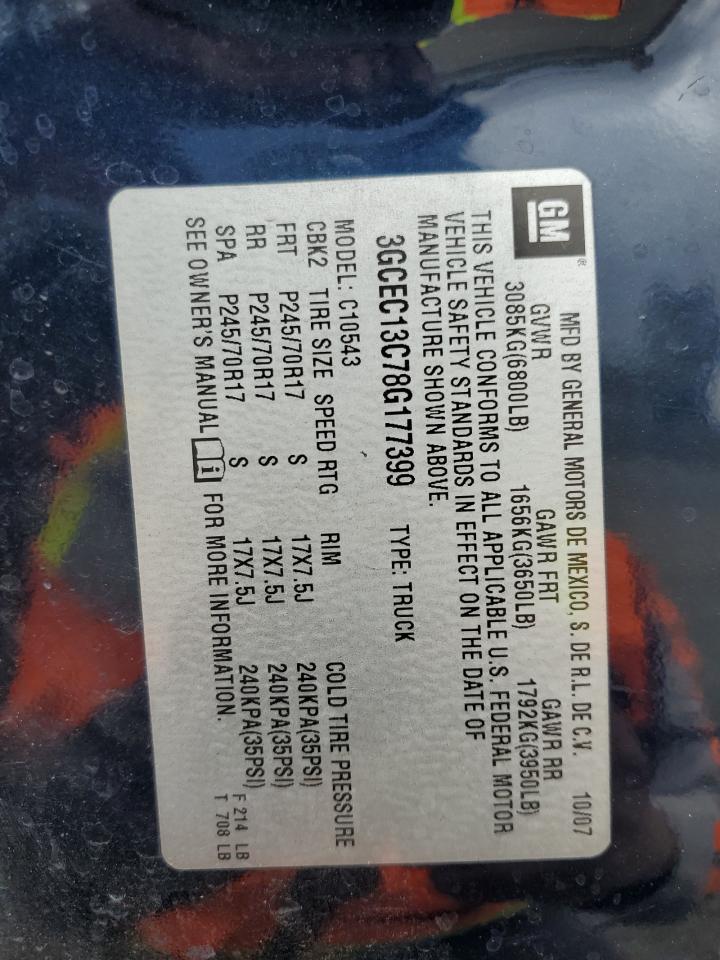 GM
MFD BY GENERAL MOTORS DE MEXICO, S. DE R.L. DE C.V. 10/07
GVWR GAWR FRT GAWR RR
3085KG(6800LB) 1656KG(3650LB) 1792KG(3950LB)
THIS VEHICLE CONFORMS TO ALL APPLICABLE U.S. FEDERAL MOTOR
VEHICLE SAFETY STANDARDS IN EFFECT ON THE DATE OF
MANUFACTURE SHOWN ABOVE.
3GCEC13C78G177399 TYPE: TRUCK
MODEL: C10543
CBK2 TIRE SIZE SPEED RTG RIM COLD TIRE PRESSURE
FRT P245/70R17 S 17X7.5J 240KPA(35PSI)
RR P245/70R17 S 17X7.5J 240KPA(35PSI)
SPA P245/70R17 S 17X7.5J 240KPA(35PSI)
SEE OWNER'S MANUAL i FOR MORE INFORMATION.
F 214 LB
T 708 LB